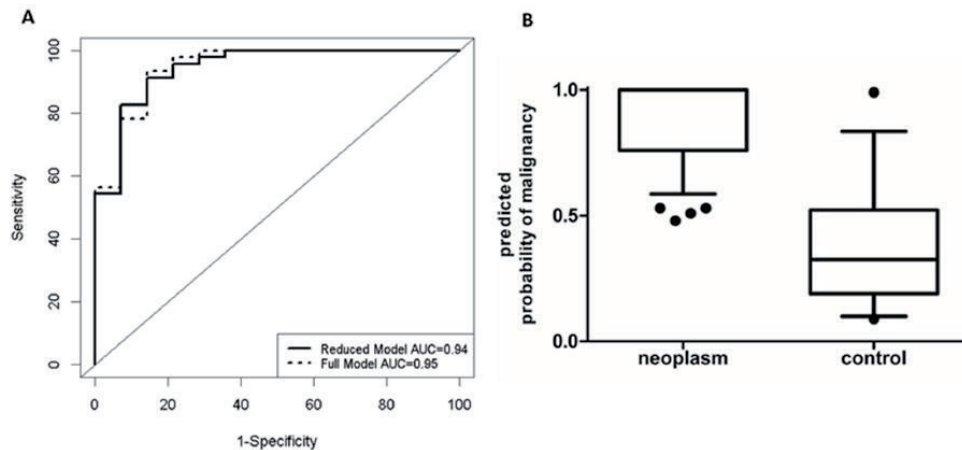 A
100
80
60
40
20
0
Sensitivity
0 20 40 60 80 100
1-Specificity
Reduced Model AUC=0.94
Full Model AUC=0.95
B
1.0
0.5
0.0
predicted
probability of malignancy
neoplasm control